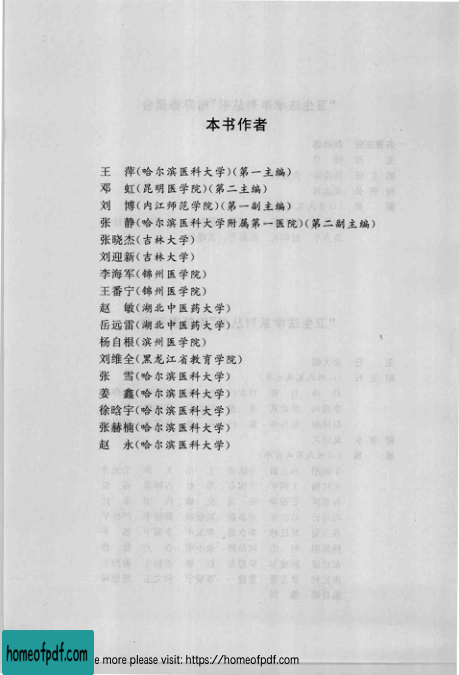 本书作者
王　萍(哈尔滨医科大学)(第一主编)
邓　虹(昆明医学院)(第二主编)
刘　博(内江师范学院)(第一副主编)
张　静(哈尔滨医科大学附属第一医院)(第二副主编)
张晓杰(吉林大学)
刘迎新(吉林大学)
李海军(锦州医学院)
王番宁(锦州医学院)
赵　敏(湖北中医药大学)
岳远雷(湖北中医药大学)
杨自根(滨州医学院)
刘维全(黑龙江省教育学院)
张　雪(哈尔滨医科大学)
姜　鑫(哈尔滨医科大学)
徐晗宇(哈尔滨医科大学)
张赫楠(哈尔滨医科大学)
赵　永(哈尔滨医科大学)
homeofpdf.com
e more please visit: https://homeofpdf.com